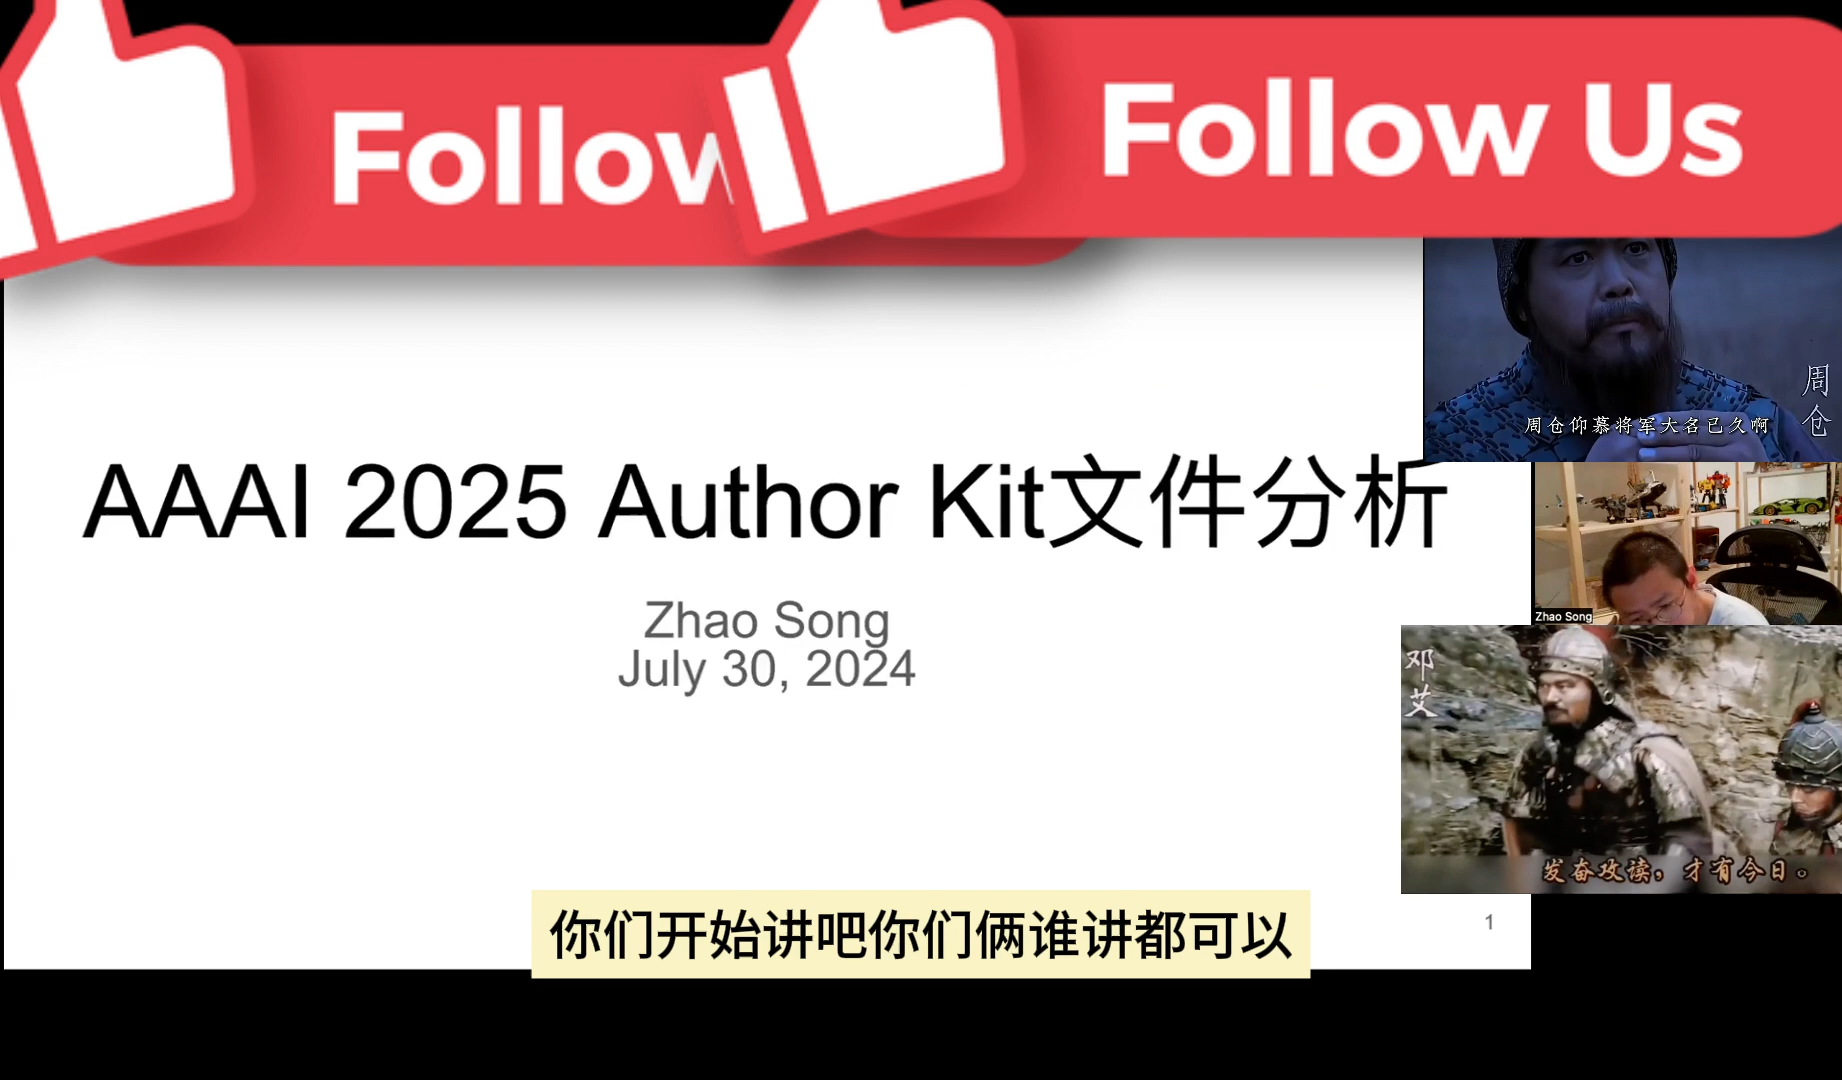 Follow
Follow Us
周仓
周仓仰慕将军大名已久啊
AAAI 2025 Author Kit文件分析
Zhao Song
July 30, 2024
Zhao Song
邓艾
发奋攻读，才有今日。
你们开始讲吧你们俩谁讲都可以
1